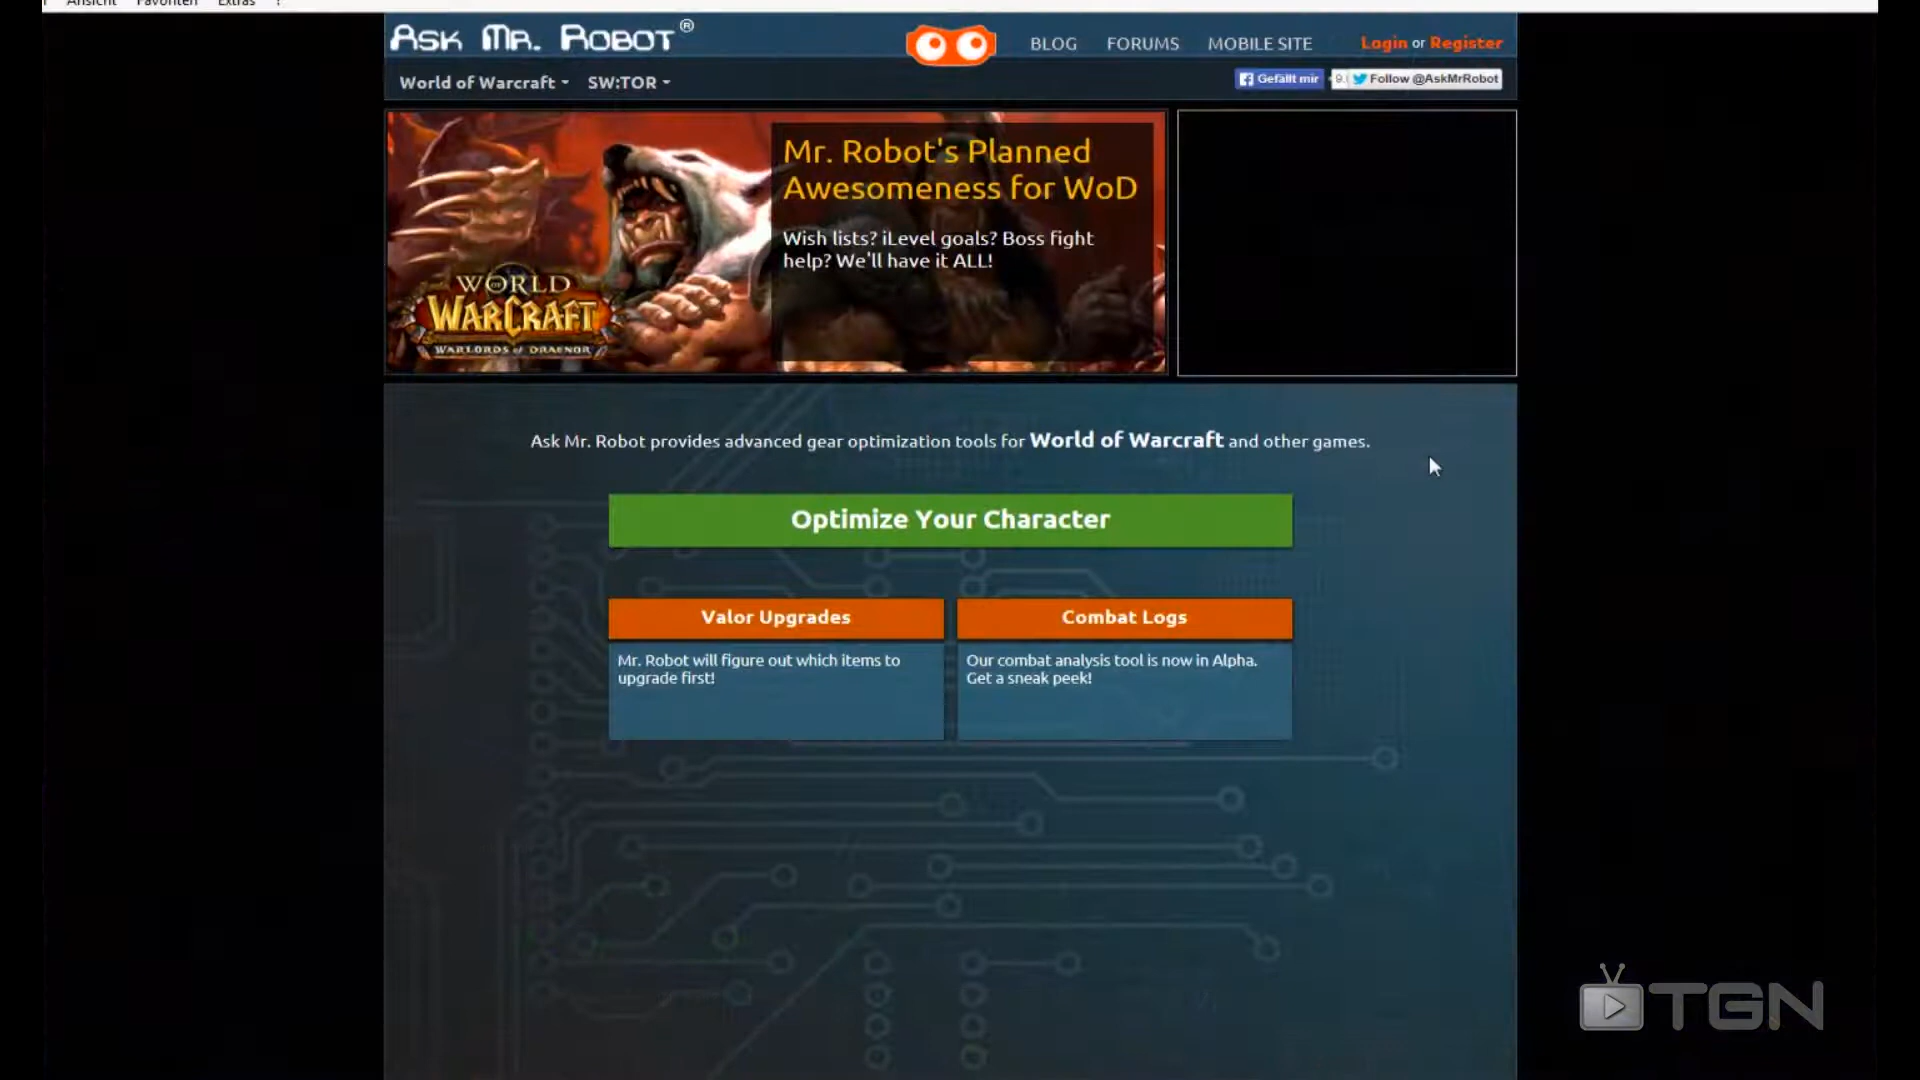 Ansicht Favoriten Extras ?
ASK MR. ROBOT®
BLOG FORUMS MOBILE SITE
Login or Register
World of Warcraft SW:TOR
Gefällt mir
Follow @AskMrRobot
Mr. Robot's Planned
Awesomeness for WoD
Wish lists? iLevel goals? Boss fight
help? We'll have it ALL!
WORLD
OF
WARCRAFT
WARLORDS OF DRAENOR
Ask Mr. Robot provides advanced gear optimization tools for World of Warcraft and other games.
Optimize Your Character
Valor Upgrades
Mr. Robot will figure out which items to
upgrade first!
Combat Logs
Our combat analysis tool is now in Alpha.
Get a sneak peek!
TGN